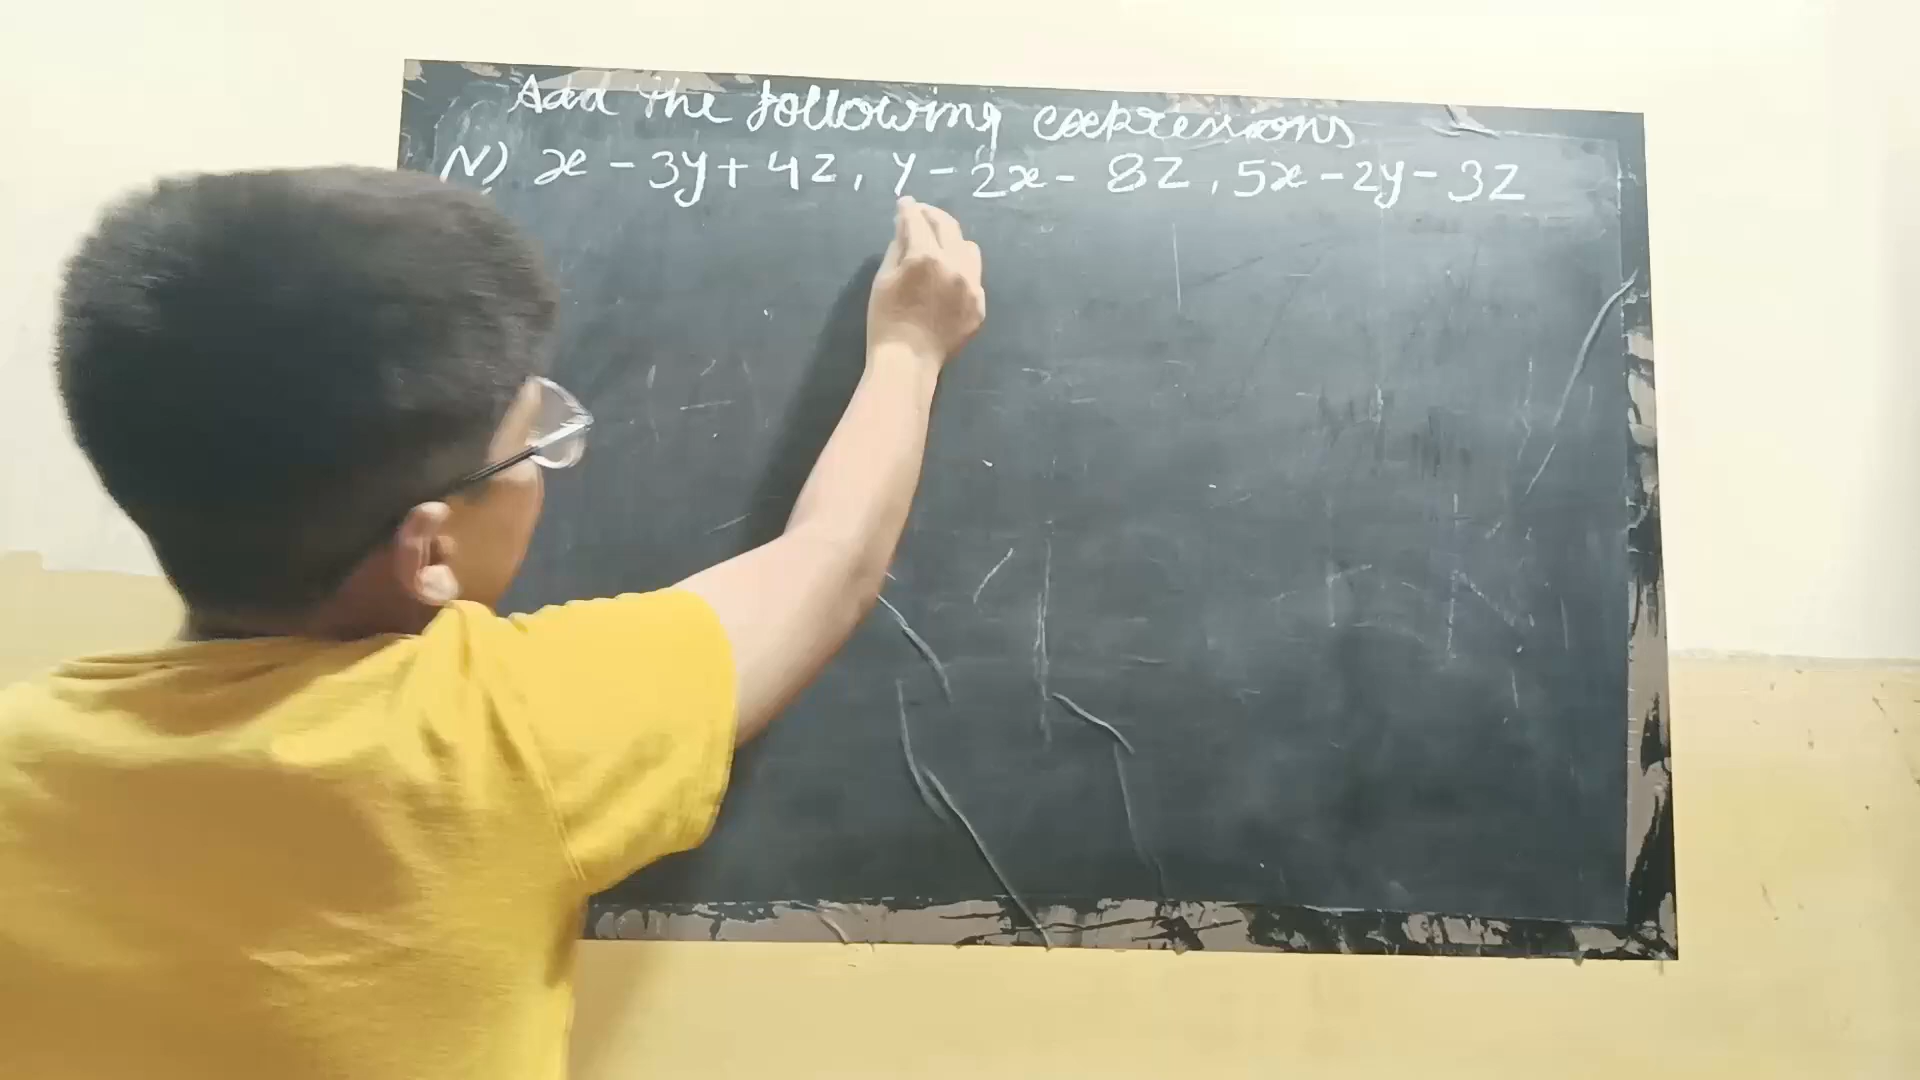 Add the following expressions
N) x - 3y + 4z, y - 2x - 8z, 5x - 2y - 3z